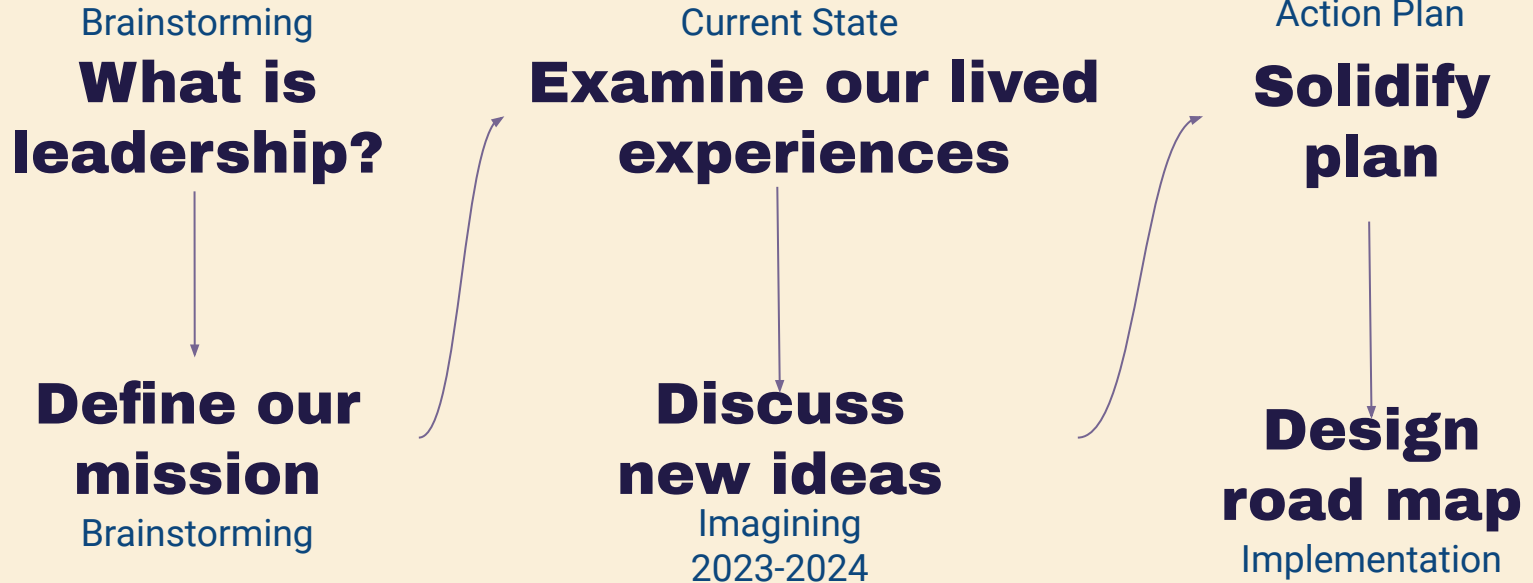 Brainstorming
What is
leadership?
Define our
mission
Brainstorming
Current State
Examine our lived
experiences
Discuss
new ideas
Imagining
2023-2024
Action Plan
Solidify
plan
Design
road map
Implementation